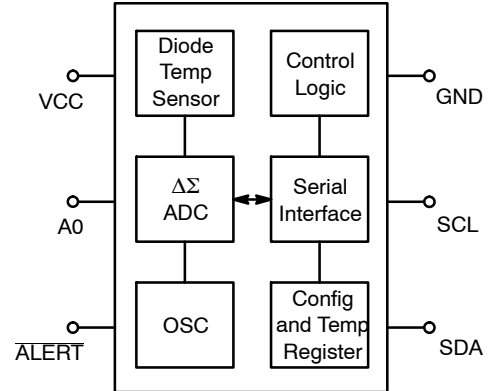 Diode
Temp
Sensor
Control
Logic
VCC
GND
ΔΣ
ADC
Serial
Interface
A0
SCL
OSC
Config
and Temp
Register
ALERT
SDA